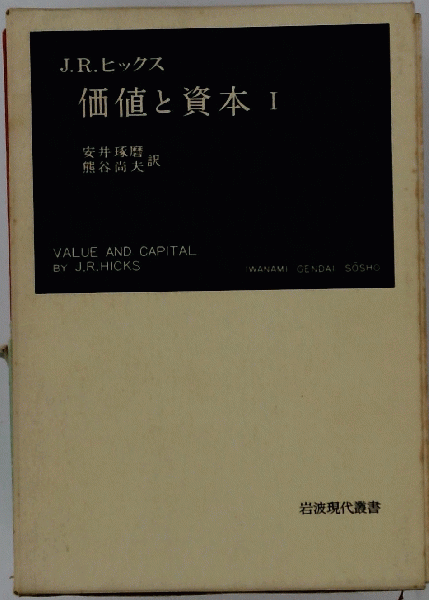 J.R.ヒックス
価値と資本 I
安井琢磨
熊谷尚夫 訳
VALUE AND CAPITAL
BY J.R.HICKS
IWANAMI GENDAI SŌSHO
岩波現代叢書